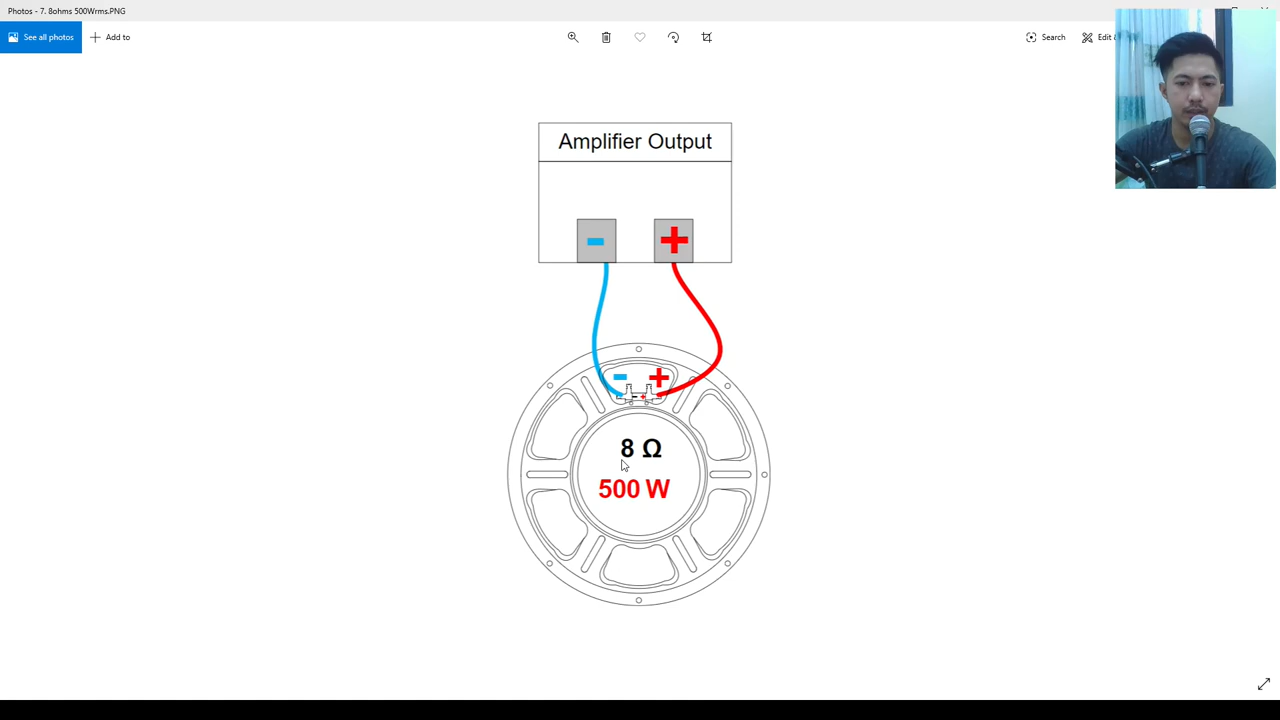 Photos - 7. 8ohms 500Wrms.PNG
See all photos
Add to
Search
Edit &
Amplifier Output
- +
- +
- +
8 Ω
500 W